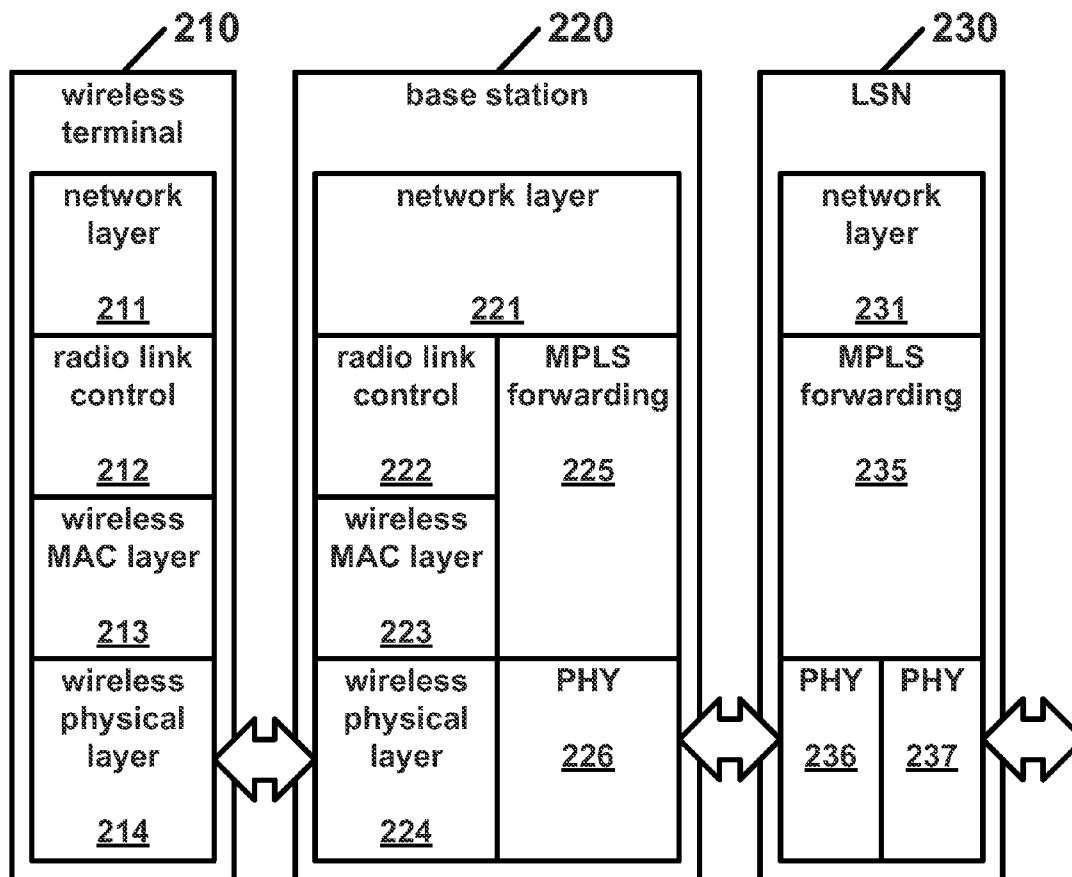 210
220
230
wireless
terminal
base station
LSN
network
layer
211
network layer
221
network
layer
231
radio link
control
212
radio link
control
222
MPLS
forwarding
225
MPLS
forwarding
235
wireless
MAC layer
213
wireless
MAC layer
223
wireless
physical
layer
214
wireless
physical
layer
224
PHY
226
PHY
236
PHY
237